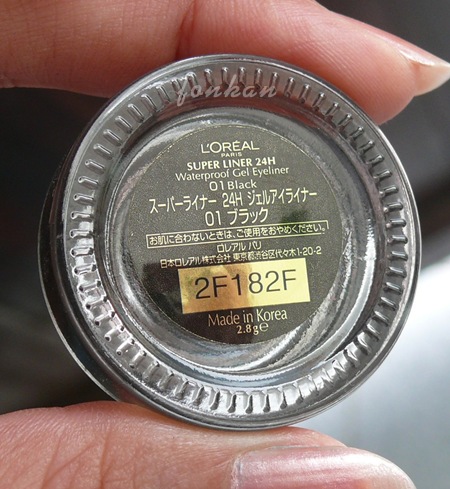 fonkan
L'ORÉAL
PARIS
SUPER LINER 24H
Waterproof Gel Eyeliner
01 Black
スーパーライナー 24H ジェルアイライナー
01 ブラック
お肌に合わないときは、ご使用をおやめください。
ロレアル パリ
日本ロレアル株式会社 東京都渋谷区代々木1-20-2
2F182F
Made in Korea
2.8g℮